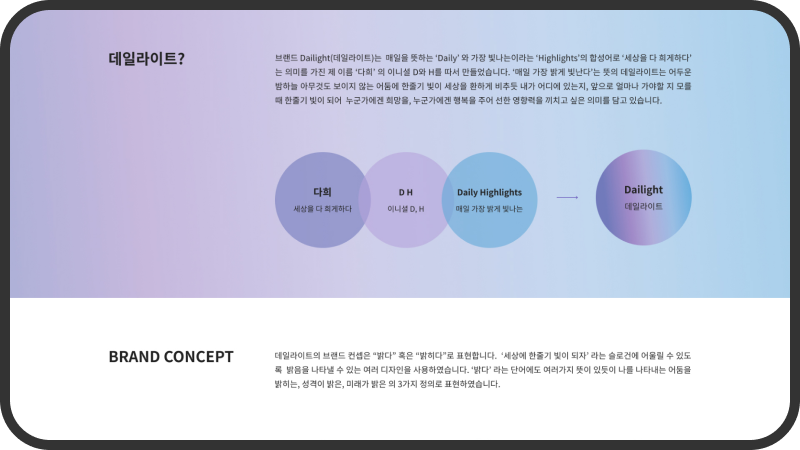 데일라이트?
브랜드 Dailight(데일라이트)는 매일을 뜻하는 ‘Daily’ 와 가장 빛나는이라는 ‘Highlights’의 합성어로 ‘세상을 다 희게하다’
는 의미를 가진 제 이름 ‘다희’ 의 이니셜 D와 H를 따서 만들었습니다. ‘매일 가장 밝게 빛난다’는 뜻의 데일라이트는 어두운
밤하늘 아무것도 보이지 않는 어둠에 한줄기 빛이 세상을 환하게 비추듯 내가 어디에 있는지, 앞으로 얼마나 가야할 지 모를
때 한줄기 빛이 되어 누군가에겐 희망을, 누군가에겐 행복을 주어 선한 영향력을 끼치고 싶은 의미를 담고 있습니다.
다희
세상을 다 희게하다
D H
이니셜 D, H
Daily Highlights
매일 가장 밝게 빛나는
Dailight
데일라이트
BRAND CONCEPT
데일라이트의 브랜드 컨셉은 “밝다” 혹은 “밝히다”로 표현합니다. ‘세상에 한줄기 빛이 되자’ 라는 슬로건에 어울릴 수 있도
록 밝음을 나타낼 수 있는 여러 디자인을 사용하였습니다. ‘밝다’ 라는 단어에도 여러가지 뜻이 있듯이 나를 나타내는 어둠을
밝히는, 성격이 밝은, 미래가 밝은 의 3가지 정의로 표현하였습니다.